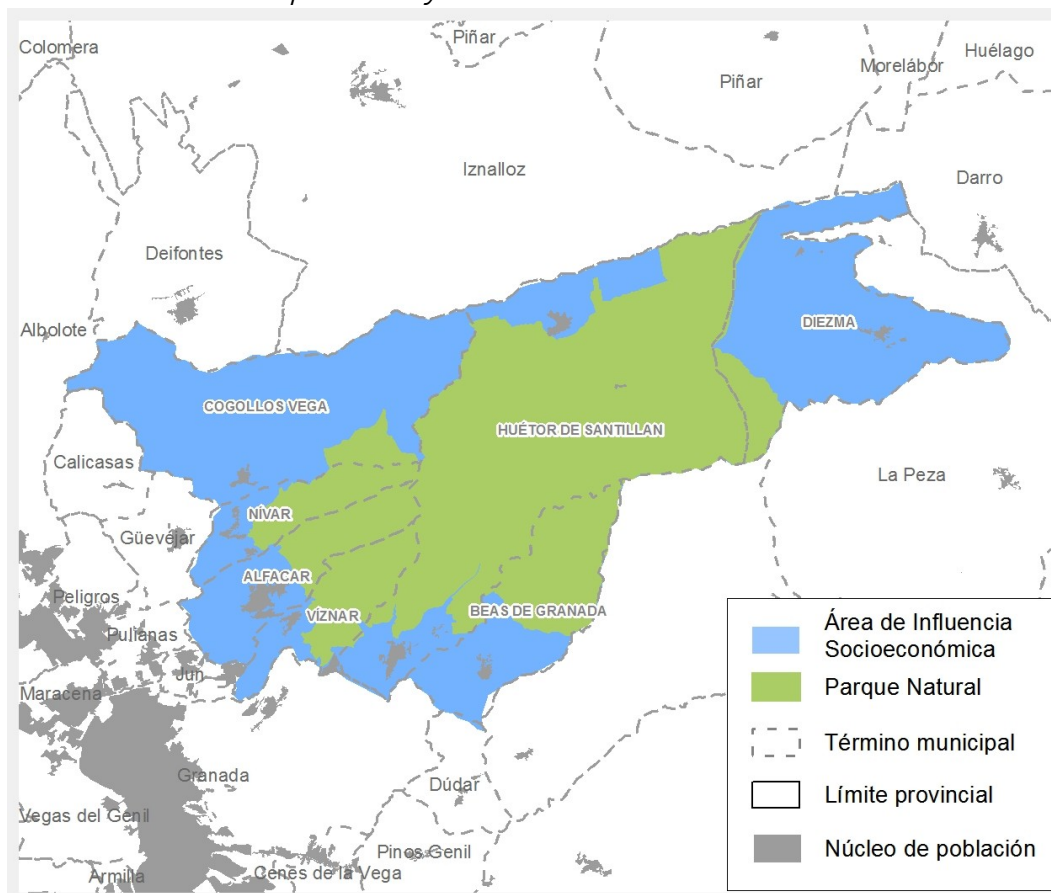 Colomera
Piñar
Piñar
Morelábor
Huélago
Iznalloz
Darro
Deifontes
Albolote
DIEZMA
COGOLLOS VEGA
HUÉTOR DE SANTILLAN
Calicasas
La Peza
NÍVAR
Güevéjar
ALFACAR
Peligros
VÍZNAR
BEAS DE GRANADA
Pulianas
Jun
Maracena
Granada
Dúdar
Vegas del Genil
Pinos Genil
Armilla
Cenes de la Vega
Área de Influencia
Socioeconómica
Parque Natural
Término municipal
Límite provincial
Núcleo de población